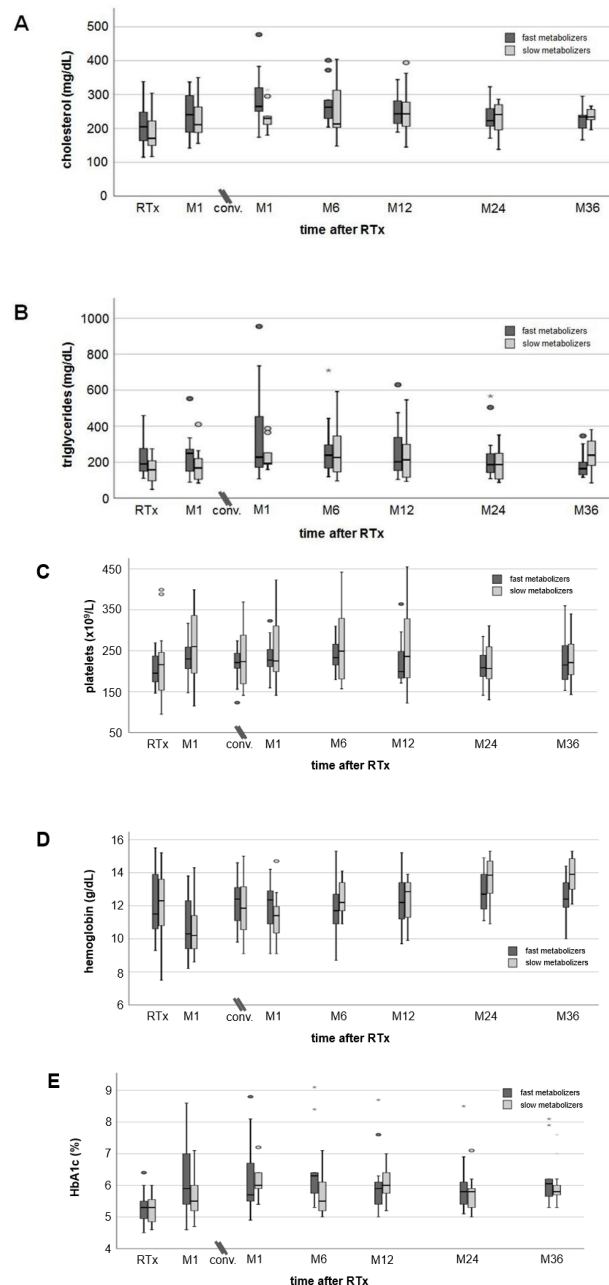 A
500
400
300
200
100
0
cholesterol (mg/dL)
fast metabolizers
slow metabolizers
RTx M1 conv. M1 M6 M12 M24 M36
time after RTx
B
1000
800
600
400
200
0
triglycerides (mg/dL)
fast metabolizers
slow metabolizers
RTx M1 conv. M1 M6 M12 M24 M36
time after RTx
C
450
350
250
150
50
platelets (x10⁹/L)
fast metabolizers
slow metabolizers
RTx M1 conv. M1 M6 M12 M24 M36
time after RTx
D
16
14
12
10
8
6
hemoglobin (g/dL)
fast metabolizers
slow metabolizers
RTx M1 conv. M1 M6 M12 M24 M36
time after RTx
E
9
8
7
6
5
4
HbA1c (%)
fast metabolizers
slow metabolizers
RTx M1 conv. M1 M6 M12 M24 M36
time after RTx